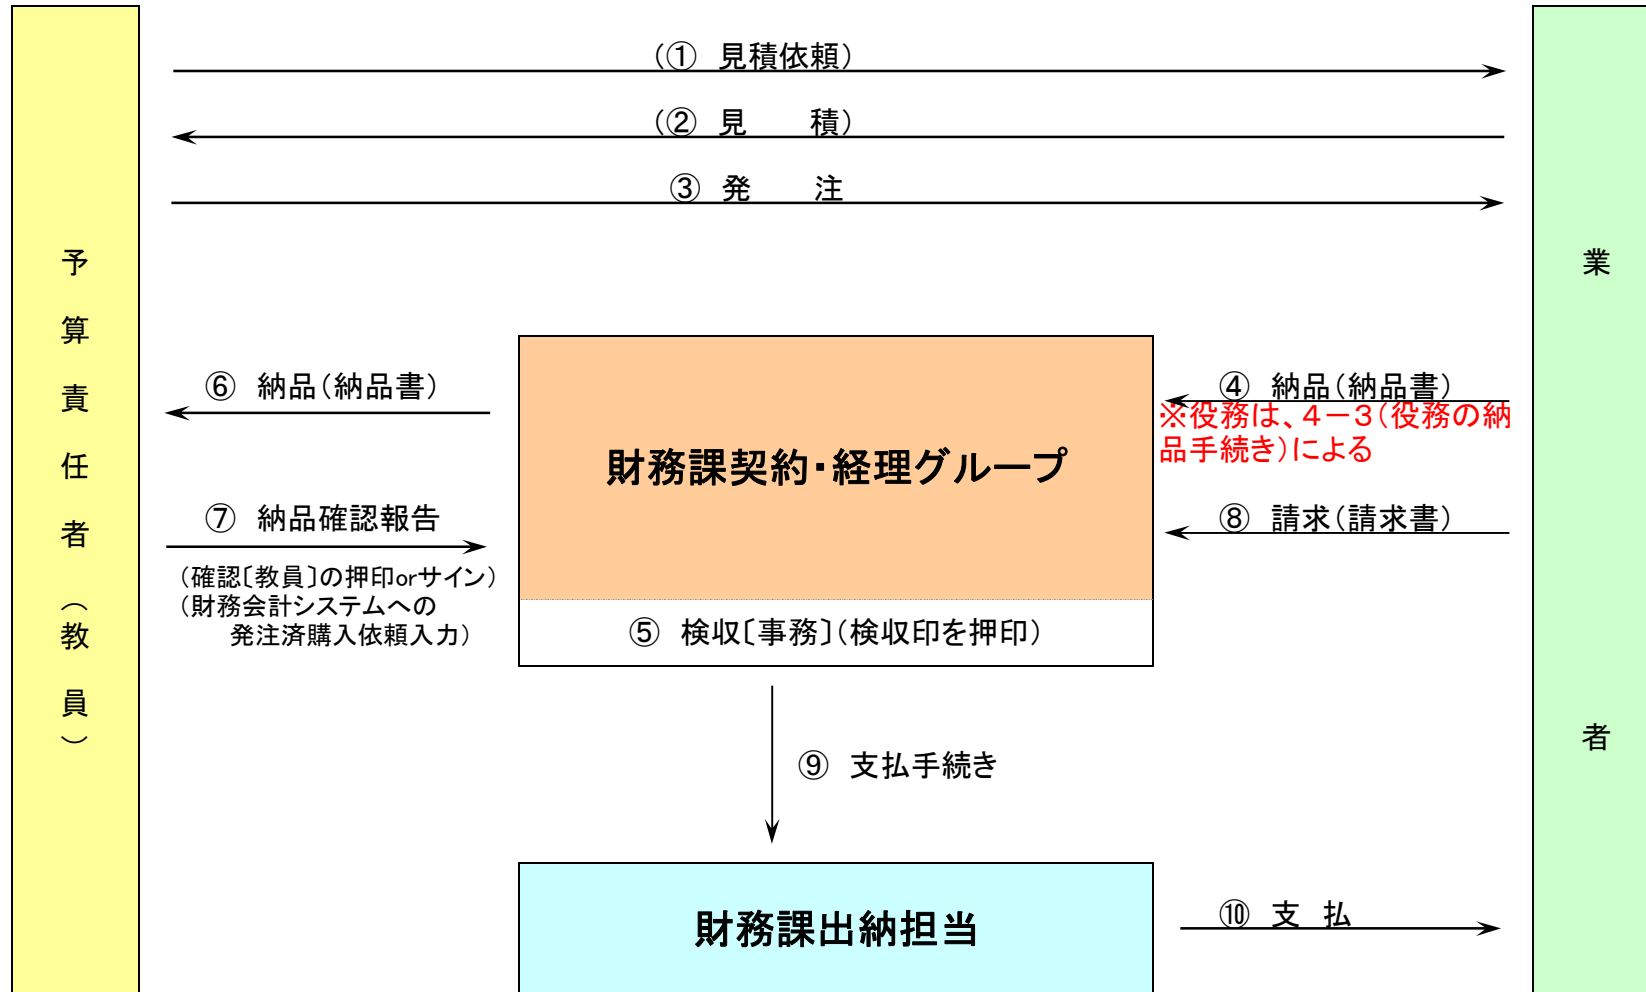 (① 見積依頼)
(② 見　　積)
③ 発　　注
予算責任者(教員)
業者
⑥ 納品(納品書)
④ 納品(納品書)
※役務は、4-3(役務の納
品手続き)による
財務課契約・経理グループ
⑦ 納品確認報告
⑧ 請求(請求書)
(確認〔教員〕の押印orサイン)
(財務会計システムへの
発注済購入依頼入力)
⑤ 検収〔事務〕(検収印を押印)
⑨ 支払手続き
財務課出納担当
⑩ 支 払